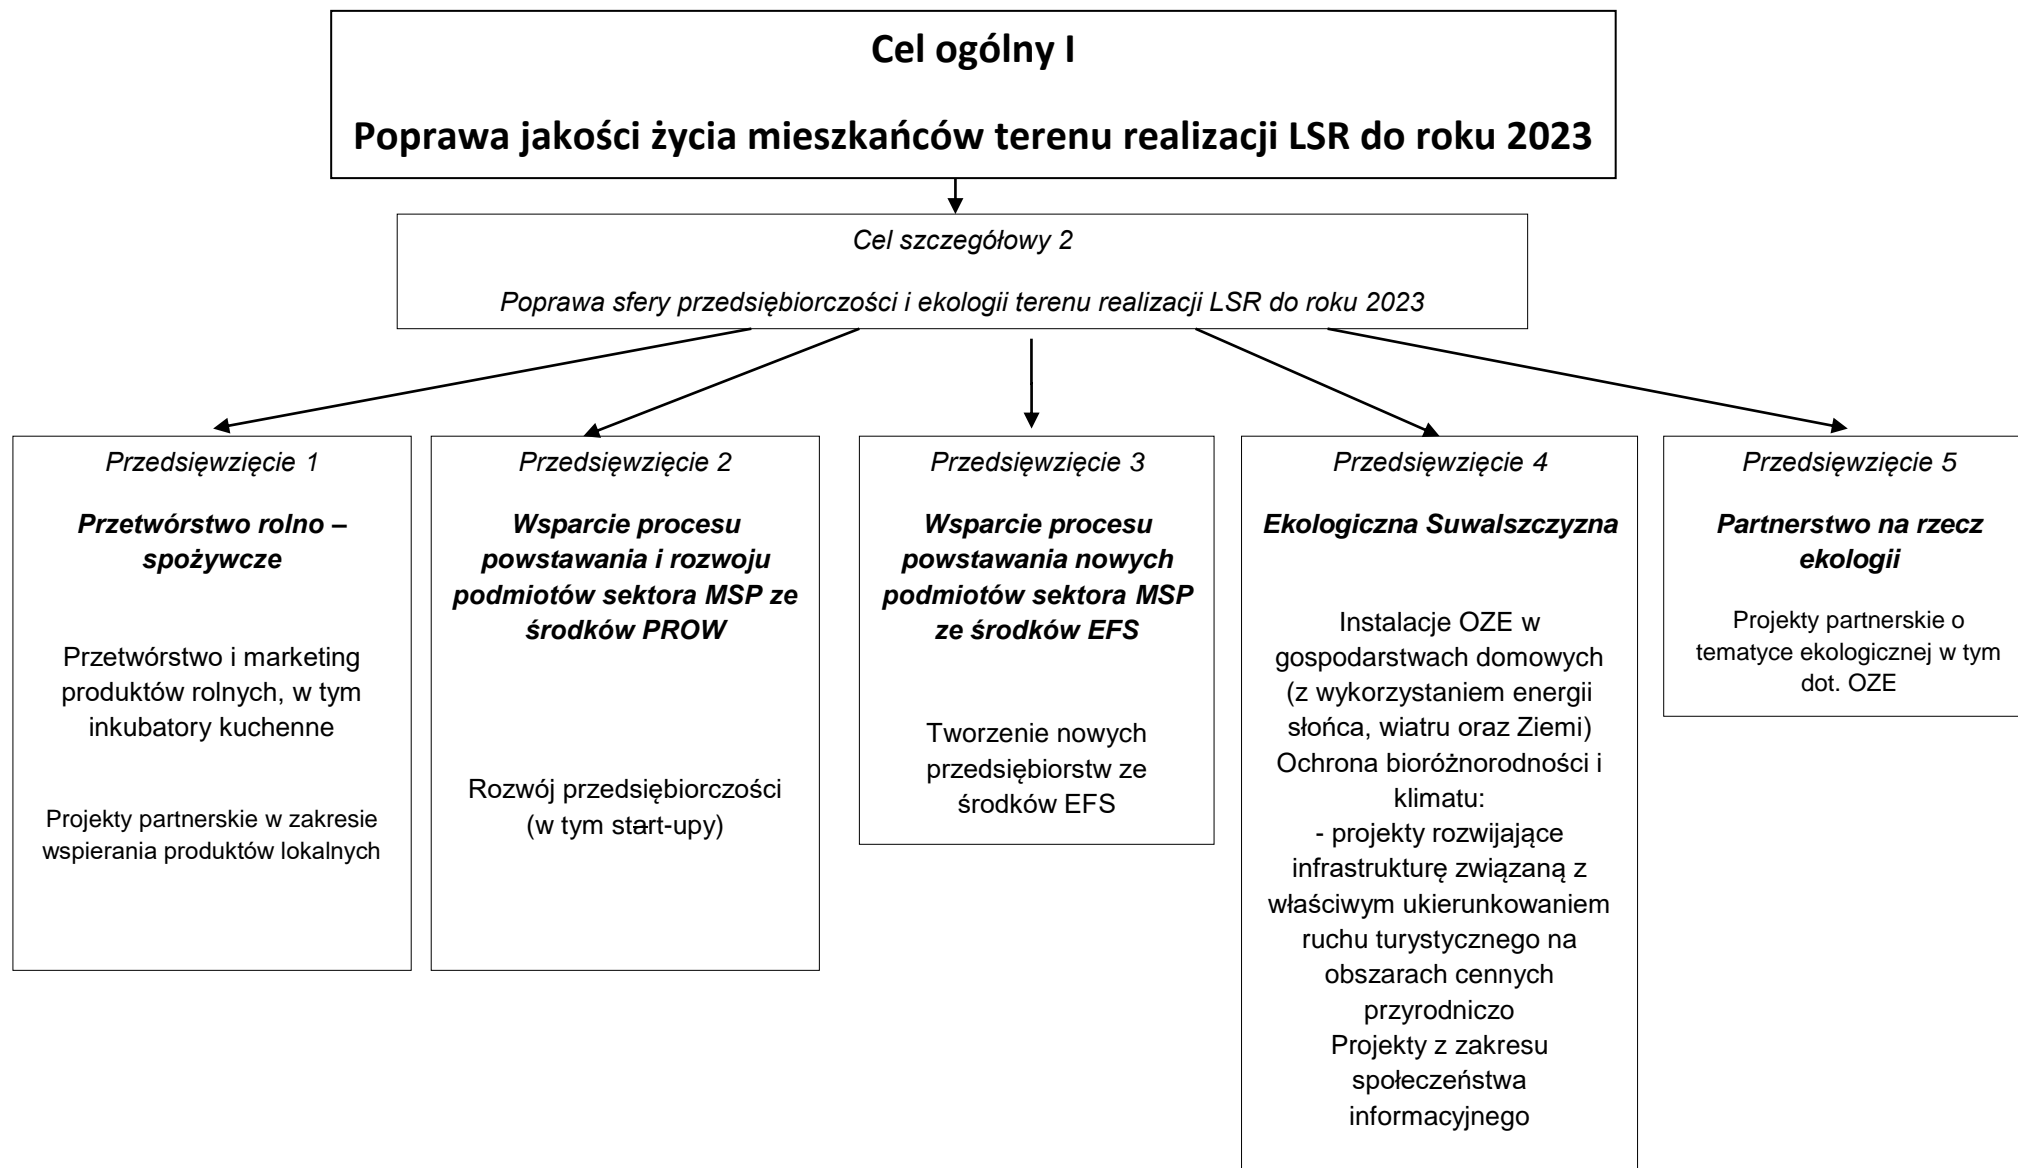 Cel ogólny I
Poprawa jakości życia mieszkańców terenu realizacji LSR do roku 2023
Cel szczegółowy 2
Poprawa sfery przedsiębiorczości i ekologii terenu realizacji LSR do roku 2023
Przedsięwzięcie 1
Przetwórstwo rolno –
spożywcze
Przetwórstwo i marketing
produktów rolnych, w tym
inkubatory kuchenne
Projekty partnerskie w zakresie
wspierania produktów lokalnych
Przedsięwzięcie 2
Wsparcie procesu
powstawania i rozwoju
podmiotów sektora MSP ze
środków PROW
Rozwój przedsiębiorczości
(w tym start-upy)
Przedsięwzięcie 3
Wsparcie procesu
powstawania nowych
podmiotów sektora MSP
ze środków EFS
Tworzenie nowych
przedsiębiorstw ze
środków EFS
Przedsięwzięcie 4
Ekologiczna Suwalszczyzna
Instalacje OZE w
gospodarstwach domowych
(z wykorzystaniem energii
słońca, wiatru oraz Ziemi)
Ochrona bioróżnorodności i
klimatu:
- projekty rozwijające
infrastrukturę związaną z
właściwym ukierunkowaniem
ruchu turystycznego na
obszarach cennych
przyrodniczo
Projekty z zakresu
społeczeństwa
informacyjnego
Przedsięwzięcie 5
Partnerstwo na rzecz
ekologii
Projekty partnerskie o
tematyce ekologicznej w tym
dot. OZE